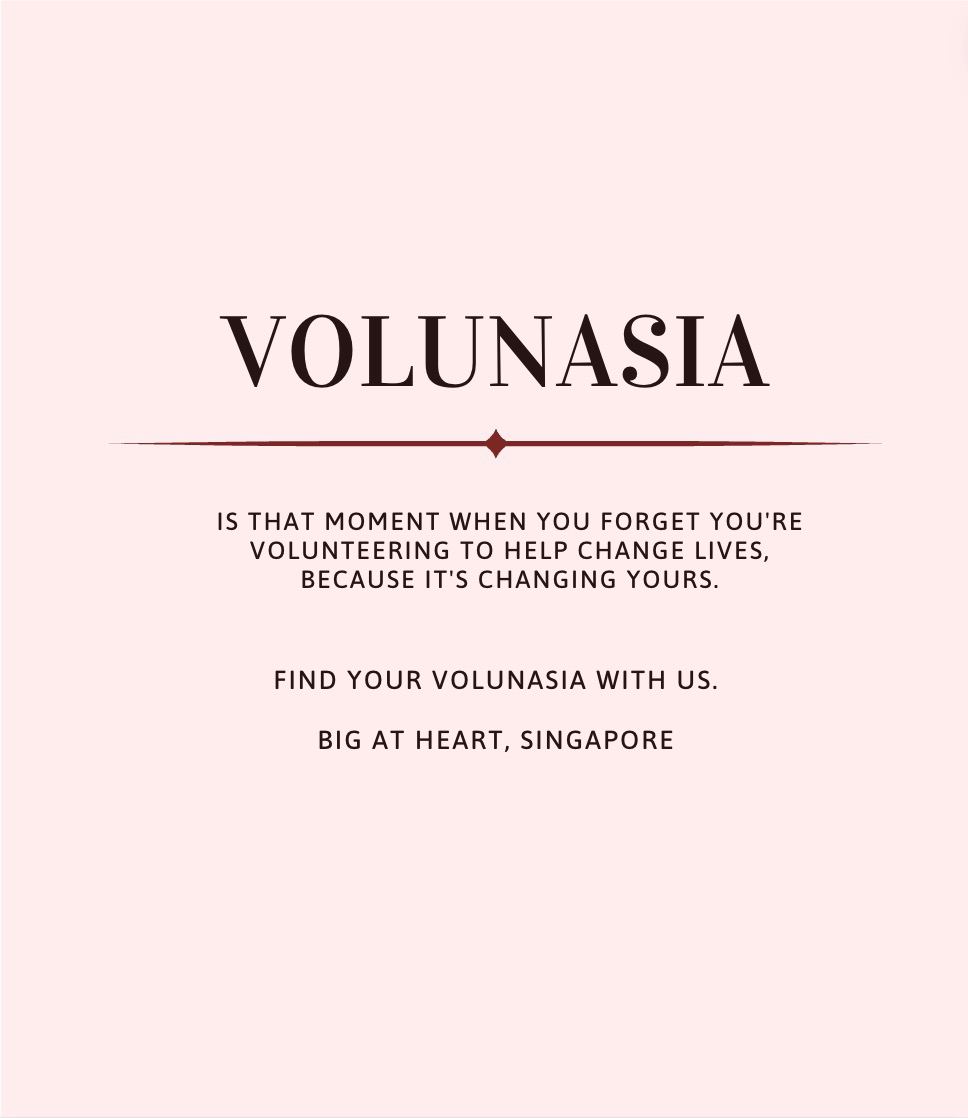 VOLUNASIA
IS THAT MOMENT WHEN YOU FORGET YOU'RE
VOLUNTEERING TO HELP CHANGE LIVES,
BECAUSE IT'S CHANGING YOURS.
FIND YOUR VOLUNASIA WITH US.
BIG AT HEART, SINGAPORE